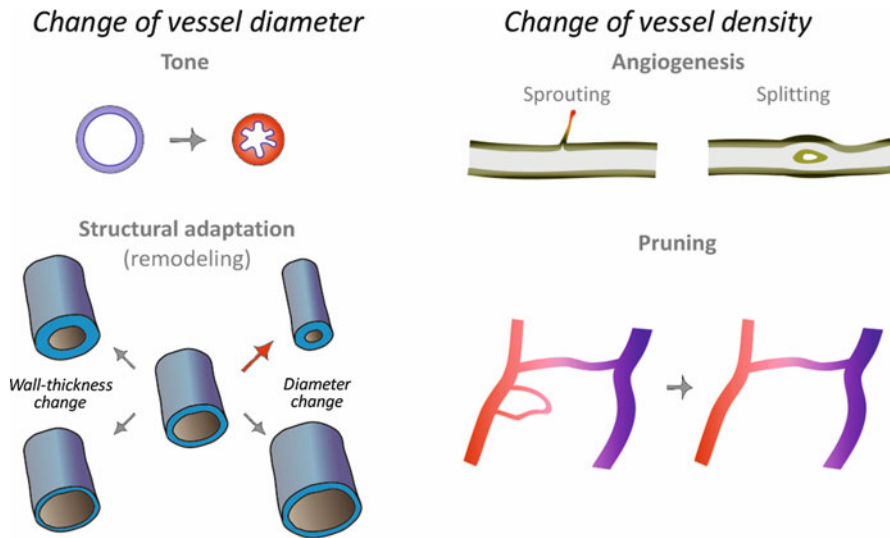 Change of vessel diameter
Tone
Structural adaptation
(remodeling)
Wall-thickness
change
Diameter
change
Change of vessel density
Angiogenesis
Sprouting
Splitting
Pruning